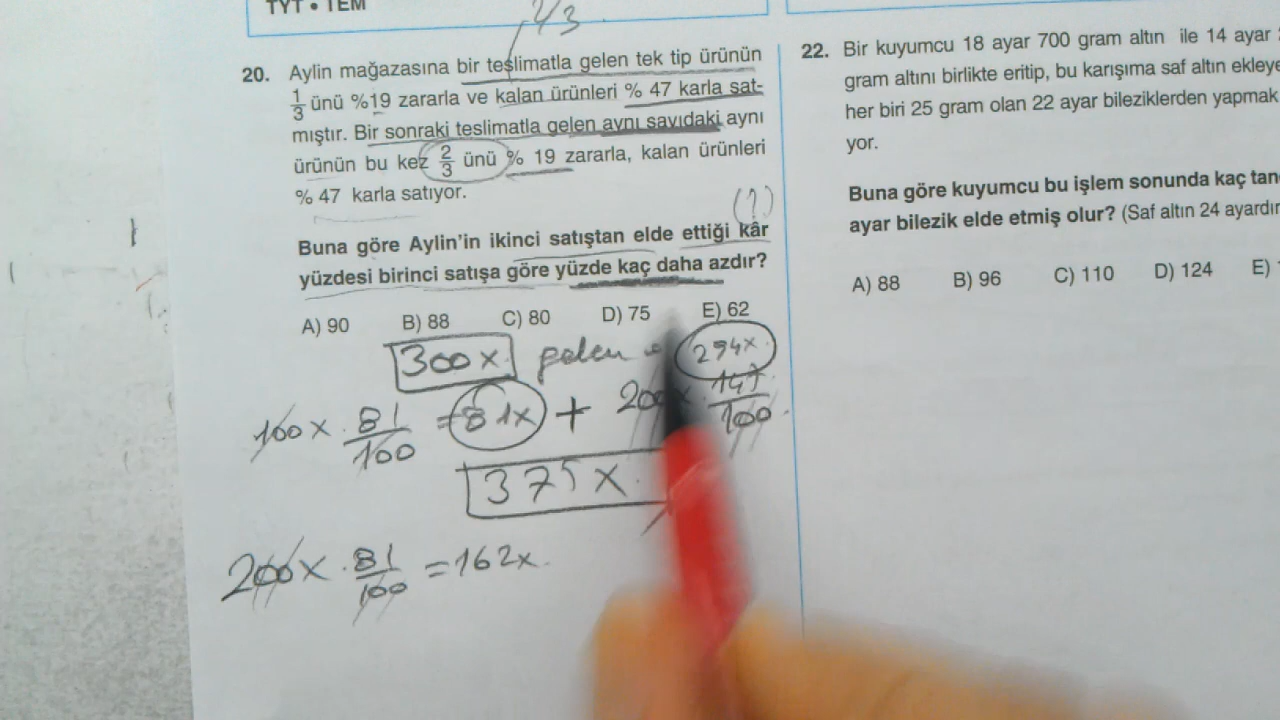 TYT • TEM
2/3
20. Aylin mağazasına bir teslimatla gelen tek tip ürünün
1/3 ünü %19 zararla ve kalan ürünleri % 47 karla sat-
mıştır. Bir sonraki teslimatla gelen aynı sayıdaki aynı
ürünün bu kez 2/3 ünü % 19 zararla, kalan ürünleri
% 47 karla satıyor.
(?)
Buna göre Aylin'in ikinci satıştan elde ettiği kâr
yüzdesi birinci satışa göre yüzde kaç daha azdır?
A) 90 B) 88 C) 80 D) 75 E) 62
300x gelen 294x
100x . 81/100 = 81x + 200x . 147/100
375x
200x . 81/100 = 162x
22. Bir kuyumcu 18 ayar 700 gram altın ile 14 ayar
gram altını birlikte eritip, bu karışıma saf altın ekleye
her biri 25 gram olan 22 ayar bileziklerden yapmak
yor.
Buna göre kuyumcu bu işlem sonunda kaç tan
ayar bilezik elde etmiş olur? (Saf altın 24 ayardır
A) 88 B) 96 C) 110 D) 124 E)